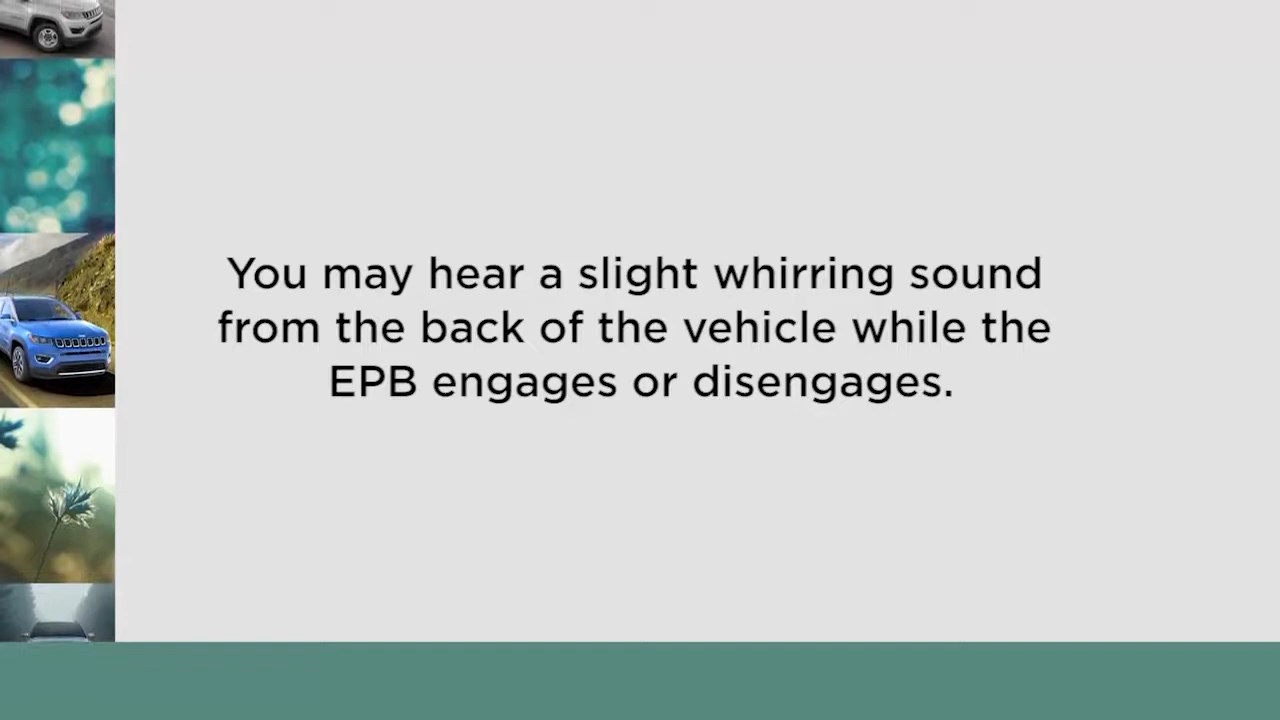 You may hear a slight whirring sound
from the back of the vehicle while the
EPB engages or disengages.